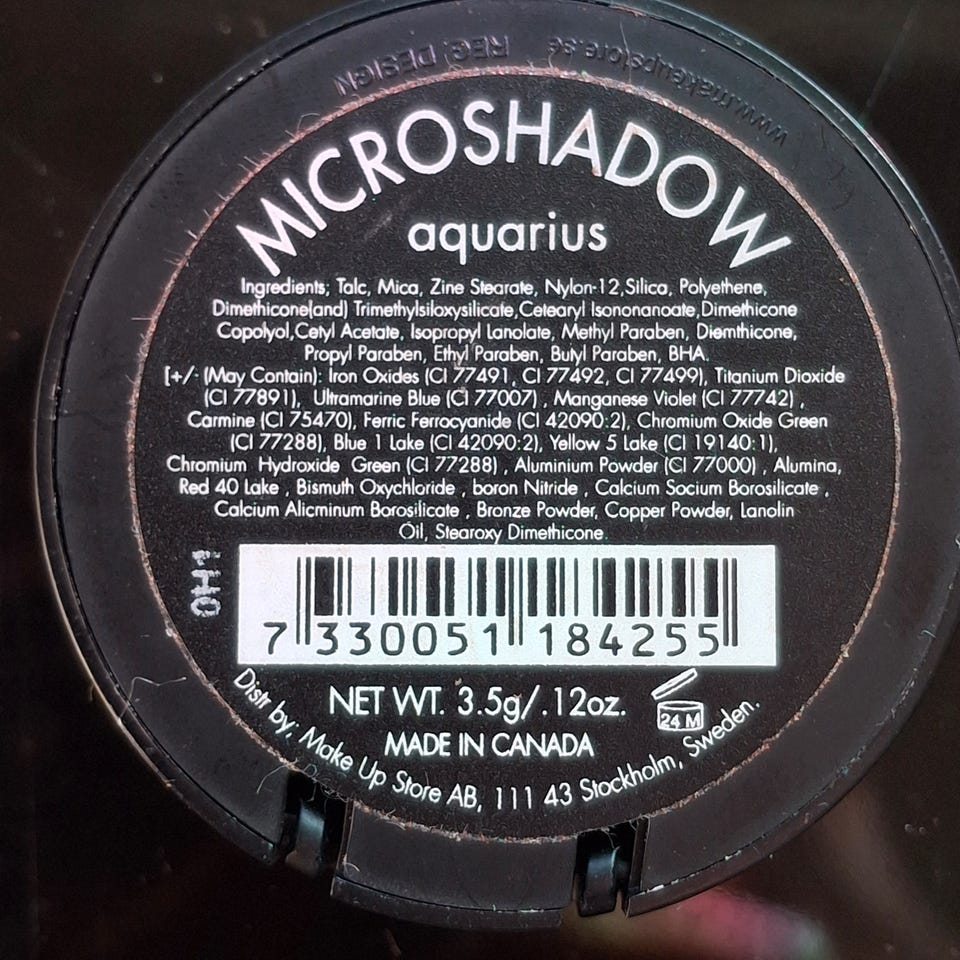 www.makeupstore.se
REG. DESIGN
MICROSHADOW
aquarius
Ingredients; Talc, Mica, Zine Stearate, Nylon-12,Silica, Polyethene,
Dimethicone(and) Trimethylsiloxysilicate,Cetearyl Isononanoate,Dimethicone
Copolyol,Cetyl Acetate, Isopropyl Lanolate, Methyl Paraben, Diemthicone,
Propyl Paraben, Ethyl Paraben, Butyl Paraben, BHA.
[+/- (May Contain): Iron Oxides (CI 77491, CI 77492, CI 77499), Titanium Dioxide
(CI 77891), Ultramarine Blue (CI 77007) , Manganese Violet (CI 77742) ,
Carmine (CI 75470), Ferric Ferrocyanide (CI 42090:2), Chromium Oxide Green
(CI 77288), Blue 1 Lake (CI 42090:2), Yellow 5 Lake (CI 19140:1),
Chromium Hydroxide Green (CI 77288) , Aluminium Powder (CI 77000) , Alumina,
Red 40 Lake , Bismuth Oxychloride , boron Nitride , Calcium Socium Borosilicate ,
Calcium Alicminum Borosilicate , Bronze Powder, Copper Powder, Lanolin
Oil, Stearoxy Dimethicone.
7 330051 184255
NET WT. 3.5g/.12oz.
24 M
MADE IN CANADA
Distr by: Make Up Store AB, 111 43 Stockholm, Sweden.